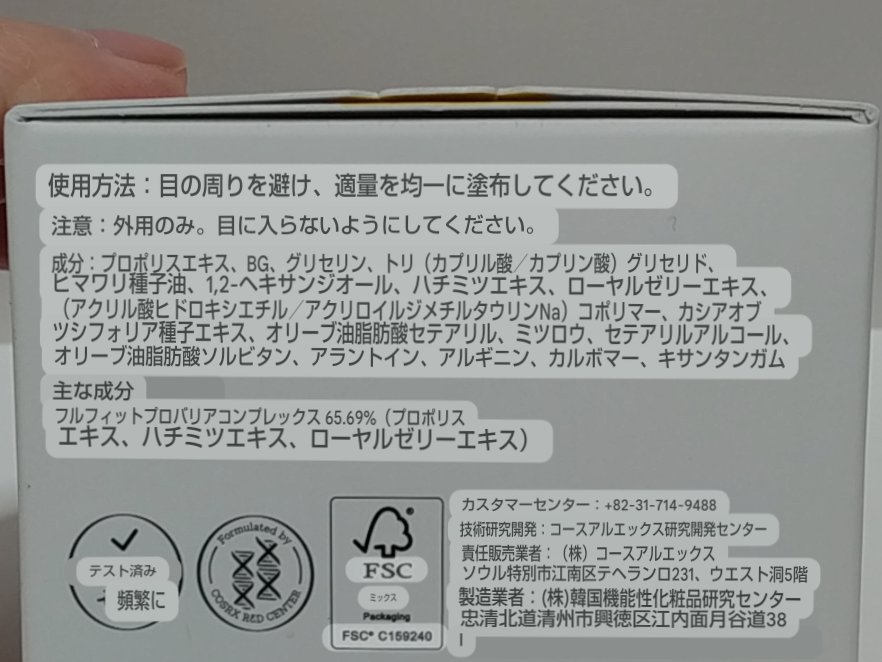 使用方法：目の周りを避け、適量を均一に塗布してください。
注意：外用のみ。目に入らないようにしてください。
成分：プロポリスエキス、BG、グリセリン、トリ（カプリル酸／カプリン酸）グリセリド、
ヒマワリ種子油、1,2-ヘキサンジオール、ハチミツエキス、ローヤルゼリーエキス、
（アクリル酸ヒドロキシエチル／アクリロイルジメチルタウリンNa）コポリマー、カシアオブ
ツシフォリア種子エキス、オリーブ油脂肪酸セテアリル、ミツロウ、セテアリルアルコール、
オリーブ油脂肪酸ソルビタン、アラントイン、アルギニン、カルボマー、キサンタンガム
主な成分
フルフィットプロバリアコンプレックス 65.69%（プロポリス
エキス、ハチミツエキス、ローヤルゼリーエキス）
テスト済み
頻繁に
Formulated by
COSRX R&D CENTER
FSC
ミックス
Packaging
FSC® C159240
カスタマーセンター：+82-31-714-9488
技術研究開発：コースアルエックス研究開発センター
責任販売業者：（株）コースアルエックス
ソウル特別市江南区テヘランロ231、ウエスト洞5階
製造業者：(株)韓国機能性化粧品研究センター
忠清北道清州市興徳区江内面月谷道38